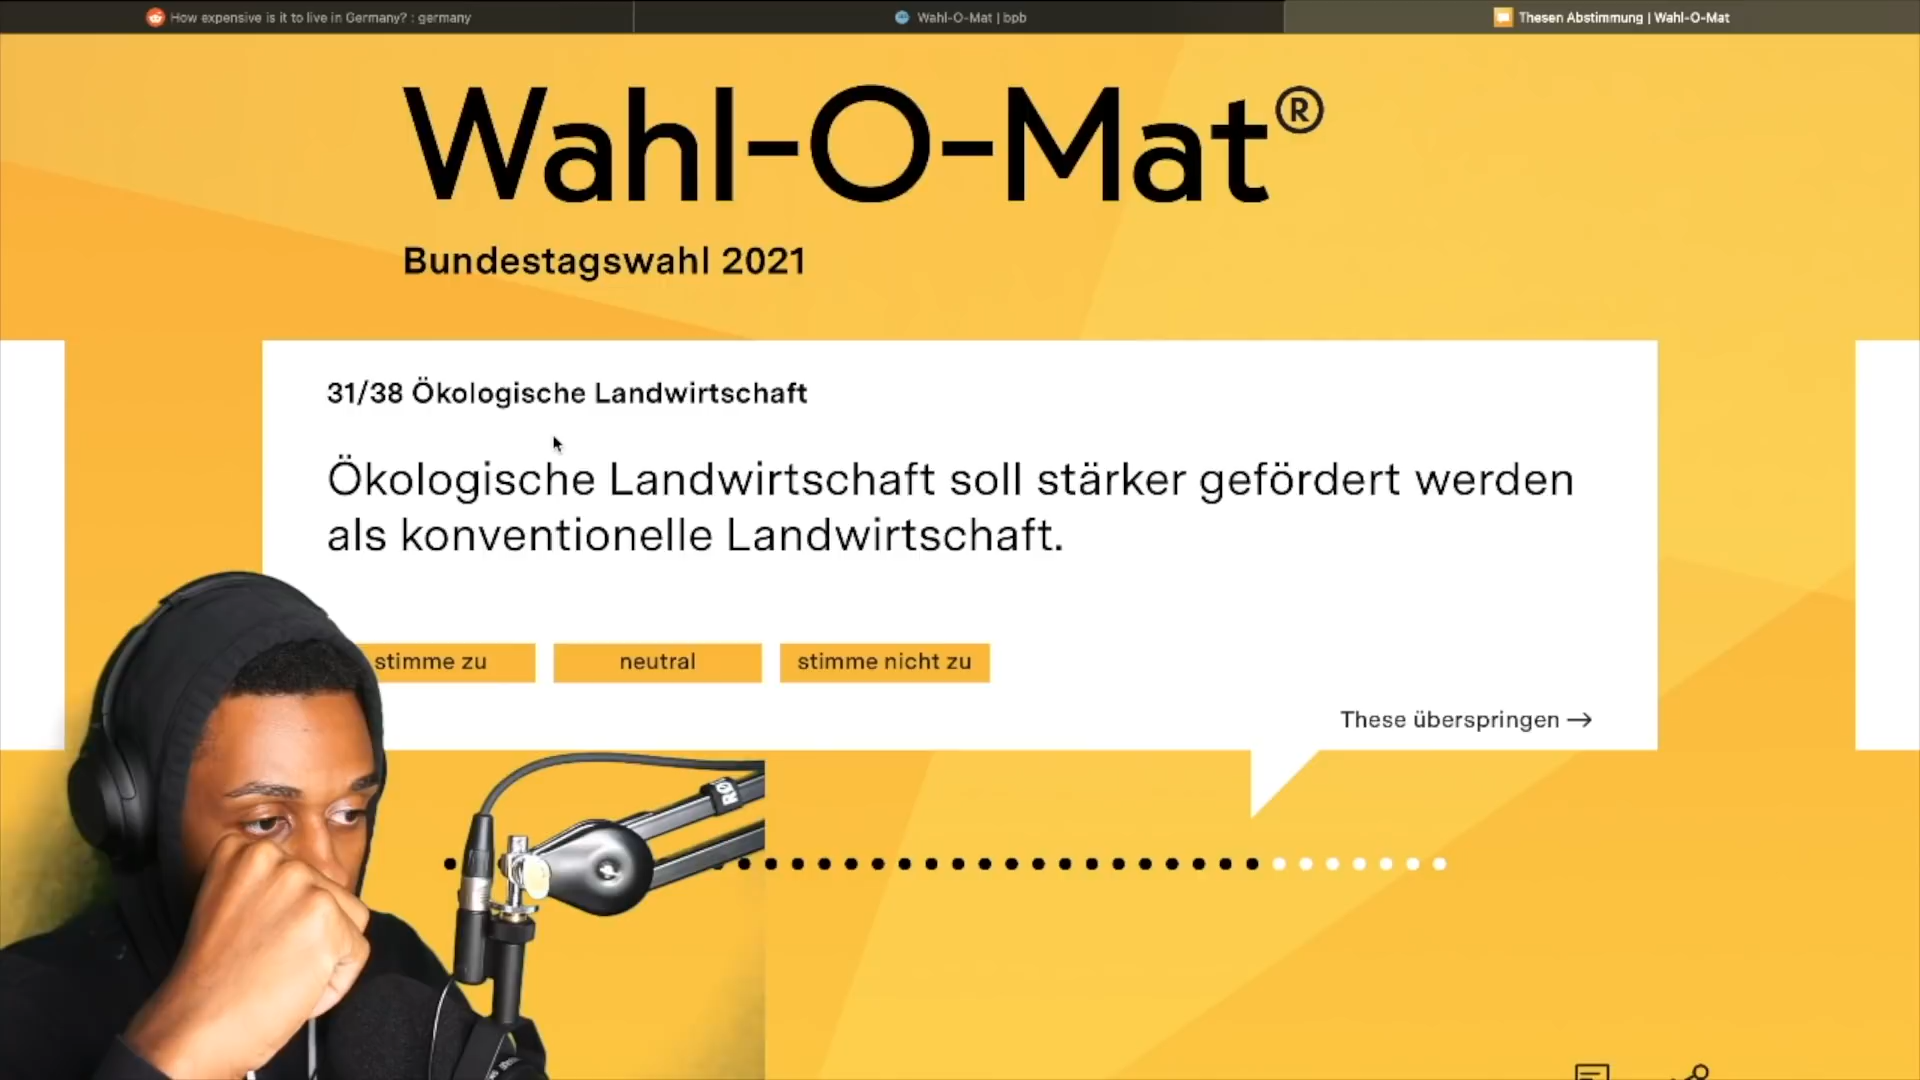 How expensive is it to live in Germany? : germany
Wahl-O-Mat | bpb
Thesen Abstimmung | Wahl-O-Mat
Wahl-O-Mat®
Bundestagswahl 2021
31/38 Ökologische Landwirtschaft
Ökologische Landwirtschaft soll stärker gefördert werden
als konventionelle Landwirtschaft.
stimme zu
neutral
stimme nicht zu
These überspringen →